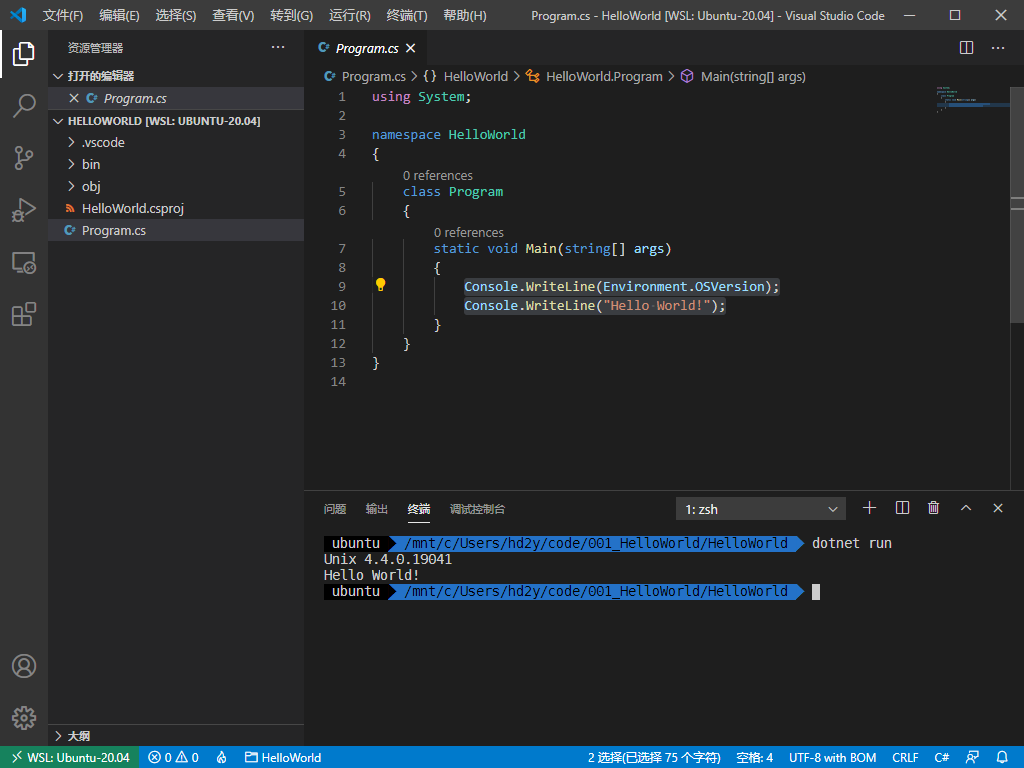 文件(F) 编辑(E) 选择(S) 查看(V) 转到(G) 运行(R) 终端(T) 帮助(H) Program.cs - HelloWorld [WSL: Ubuntu-20.04] - Visual Studio Code
资源管理器
打开的编辑器
Program.cs
HELLOWORLD [WSL: UBUNTU-20.04]
.vscode
bin
obj
HelloWorld.csproj
Program.cs
大纲
Program.cs
Program.cs > {} HelloWorld > HelloWorld.Program > Main(string[] args)
1 using System;
2
3 namespace HelloWorld
4 {
0 references
5 class Program
6 {
0 references
7 static void Main(string[] args)
8 {
9 Console.WriteLine(Environment.OSVersion);
10 Console.WriteLine("Hello·World!");
11 }
12 }
13 }
14
问题 输出 终端 调试控制台 1: zsh
ubuntu /mnt/c/Users/hd2y/code/001_HelloWorld/HelloWorld dotnet run
Unix 4.4.0.19041
Hello World!
ubuntu /mnt/c/Users/hd2y/code/001_HelloWorld/HelloWorld
WSL: Ubuntu-20.04 0 0 HelloWorld 2 选择(已选择 75 个字符) 空格: 4 UTF-8 with BOM CRLF C#